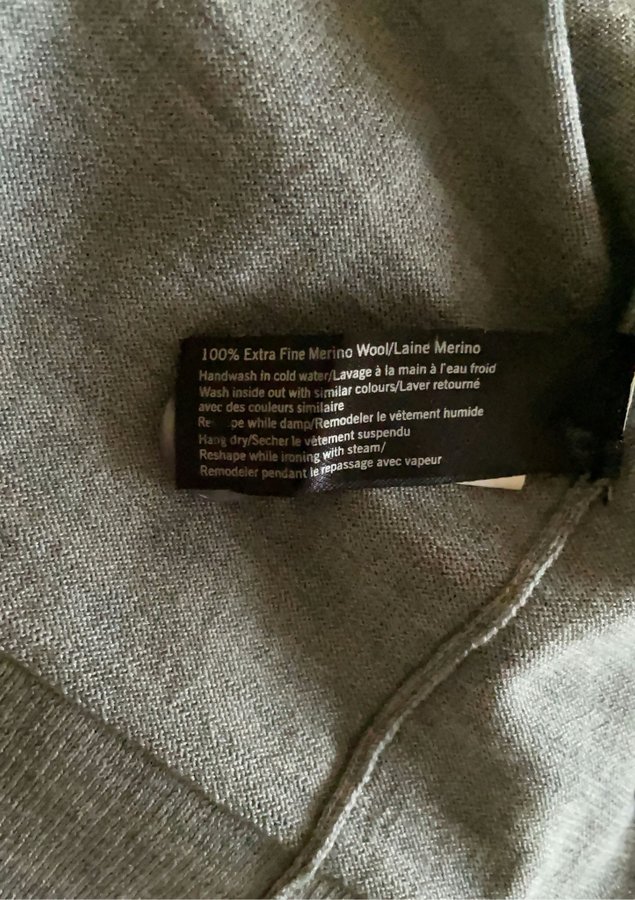 100% Extra Fine Merino Wool/Laine Merino
Handwash in cold water/Lavage à la main à l'eau froid
Wash inside out with similar colours/Laver retourné
avec des couleurs similaire
while damp/Remodeler le vêtement humide
Hang dry/Secher le vêtement suspendu
Reshape while ironing with steam/
Remodeler pendant le repassage avec vapeur